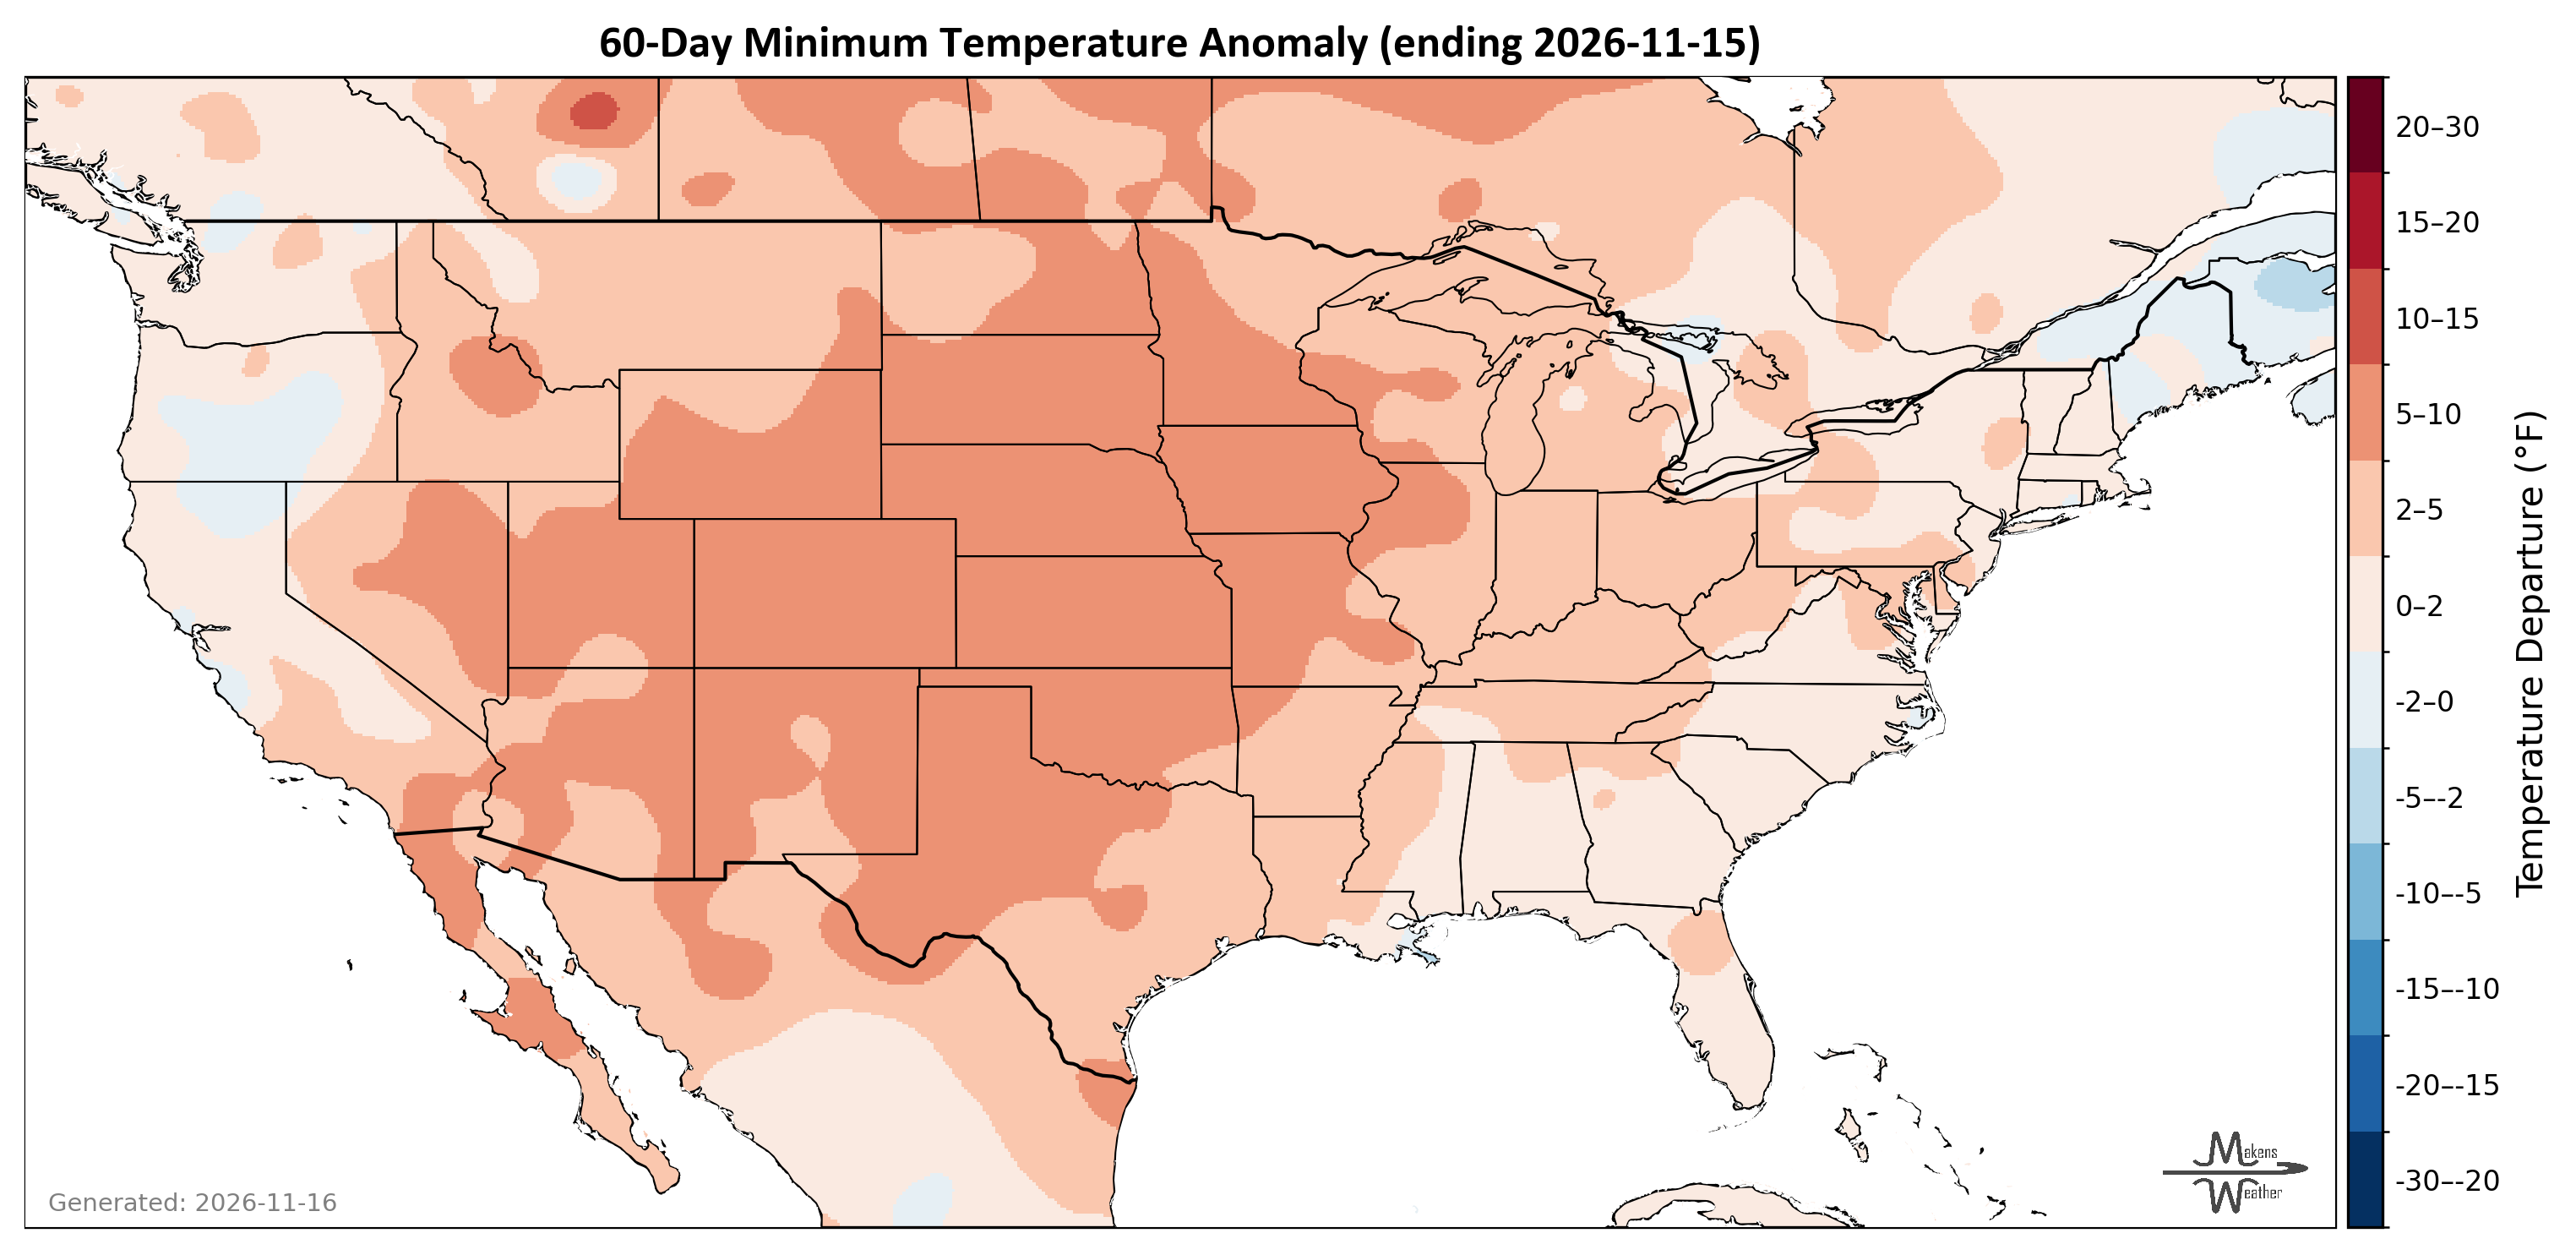 60-Day Minimum Temperature Anomaly (ending 2026-11-15)
20–30
15–20
10–15
5–10
2–5
0–2
-2–0
-5–-2
-10–-5
-15–-10
-20–-15
-30–-20
Temperature Departure (°F)
Generated: 2026-11-16
Makens
Weather